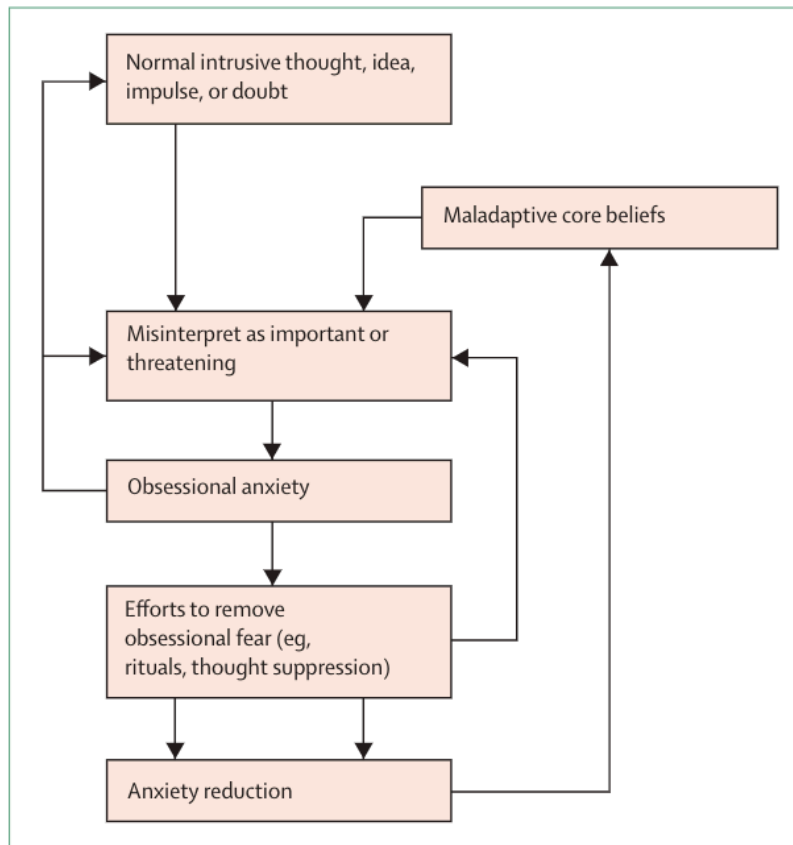 Normal intrusive thought, idea,
impulse, or doubt
Maladaptive core beliefs
Misinterpret as important or
threatening
Obsessional anxiety
Efforts to remove
obsessional fear (eg,
rituals, thought suppression)
Anxiety reduction